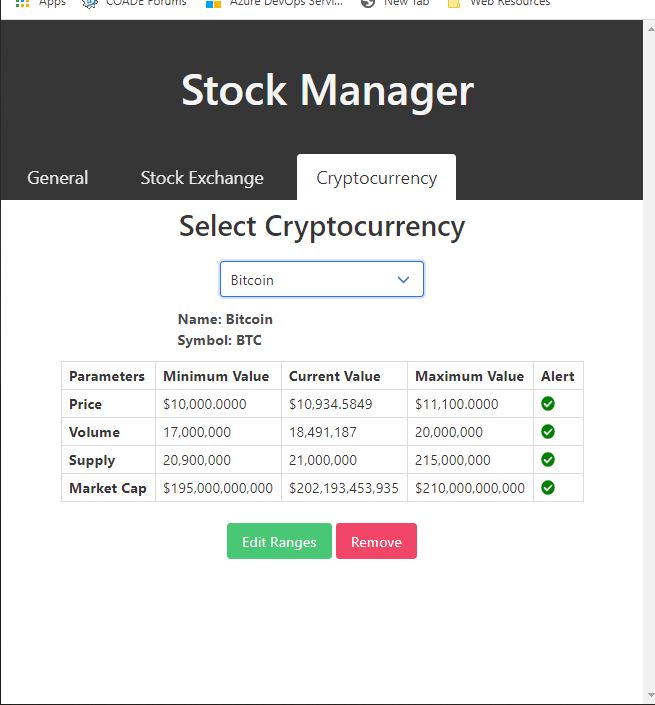 Apps COADE Forums Azure DevOps Servi... New Tab Web Resources
Stock Manager
General Stock Exchange Cryptocurrency
Select Cryptocurrency
Bitcoin
Name: Bitcoin
Symbol: BTC
Parameters Minimum Value Current Value Maximum Value Alert
Price $10,000.0000 $10,934.5849 $11,100.0000
Volume 17,000,000 18,491,187 20,000,000
Supply 20,900,000 21,000,000 215,000,000
Market Cap $195,000,000,000 $202,193,453,935 $210,000,000,000
Edit Ranges Remove